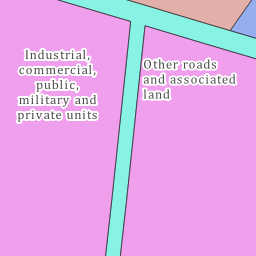 Industrial,
commercial,
public,
military and
private units
Other roads
and associated
land